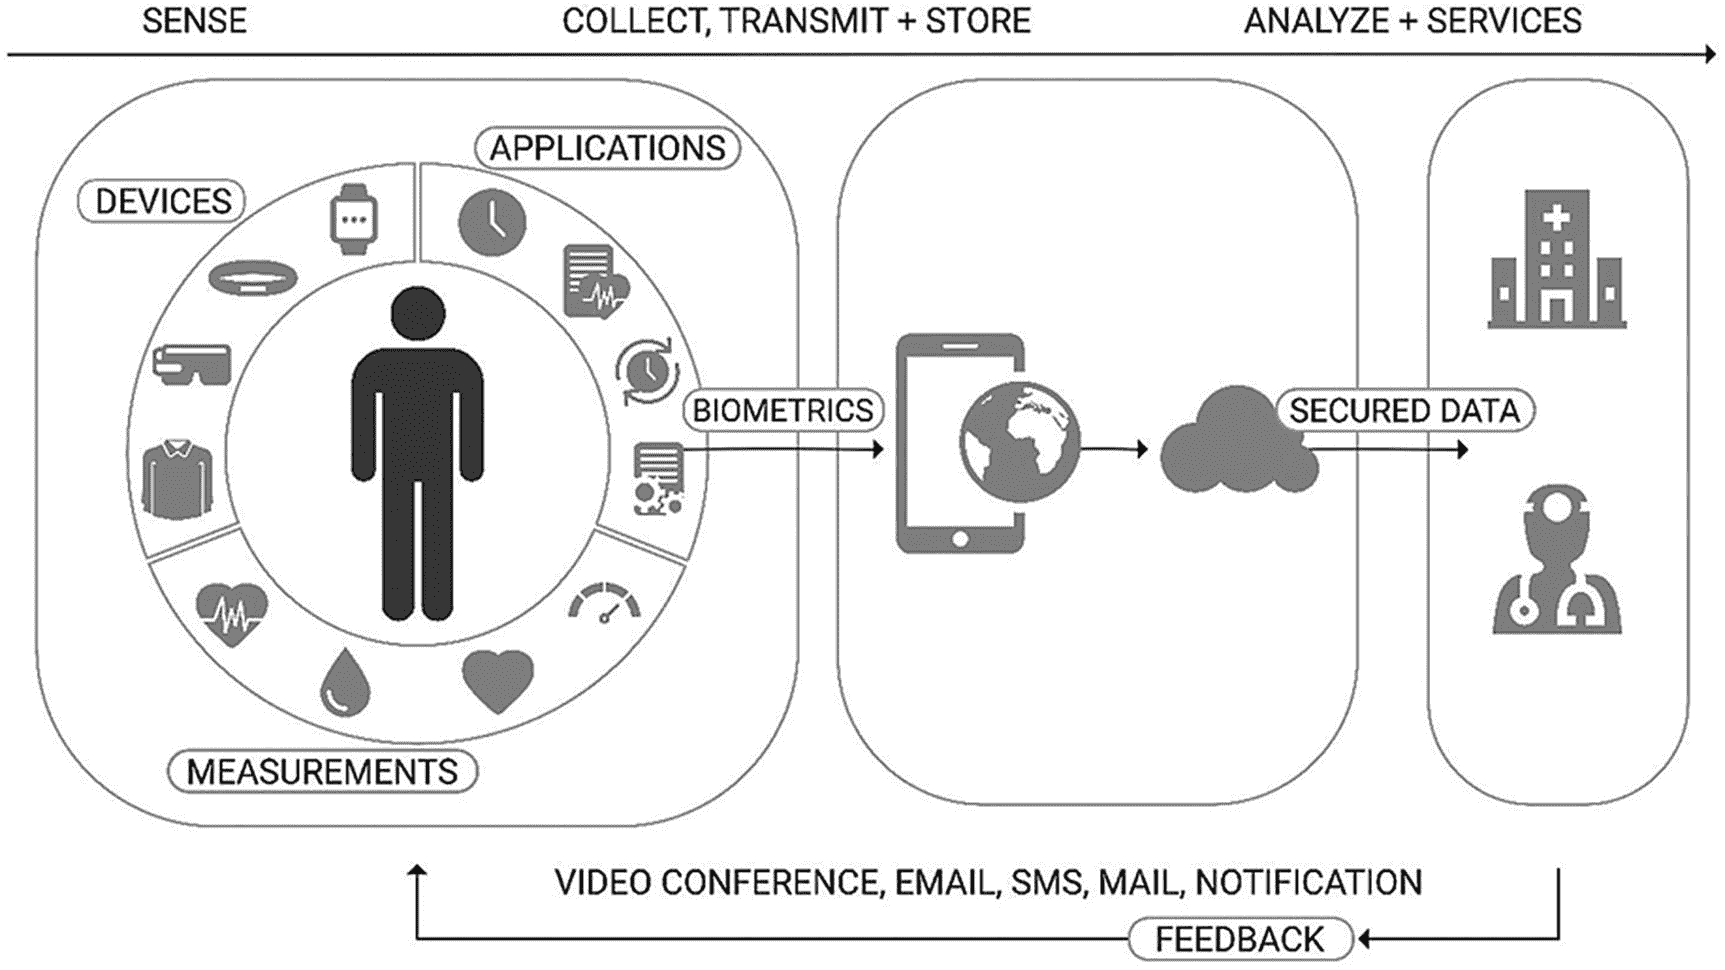 SENSE
COLLECT, TRANSMIT + STORE
ANALYZE + SERVICES
APPLICATIONS
DEVICES
BIOMETRICS
SECURED DATA
MEASUREMENTS
VIDEO CONFERENCE, EMAIL, SMS, MAIL, NOTIFICATION
FEEDBACK